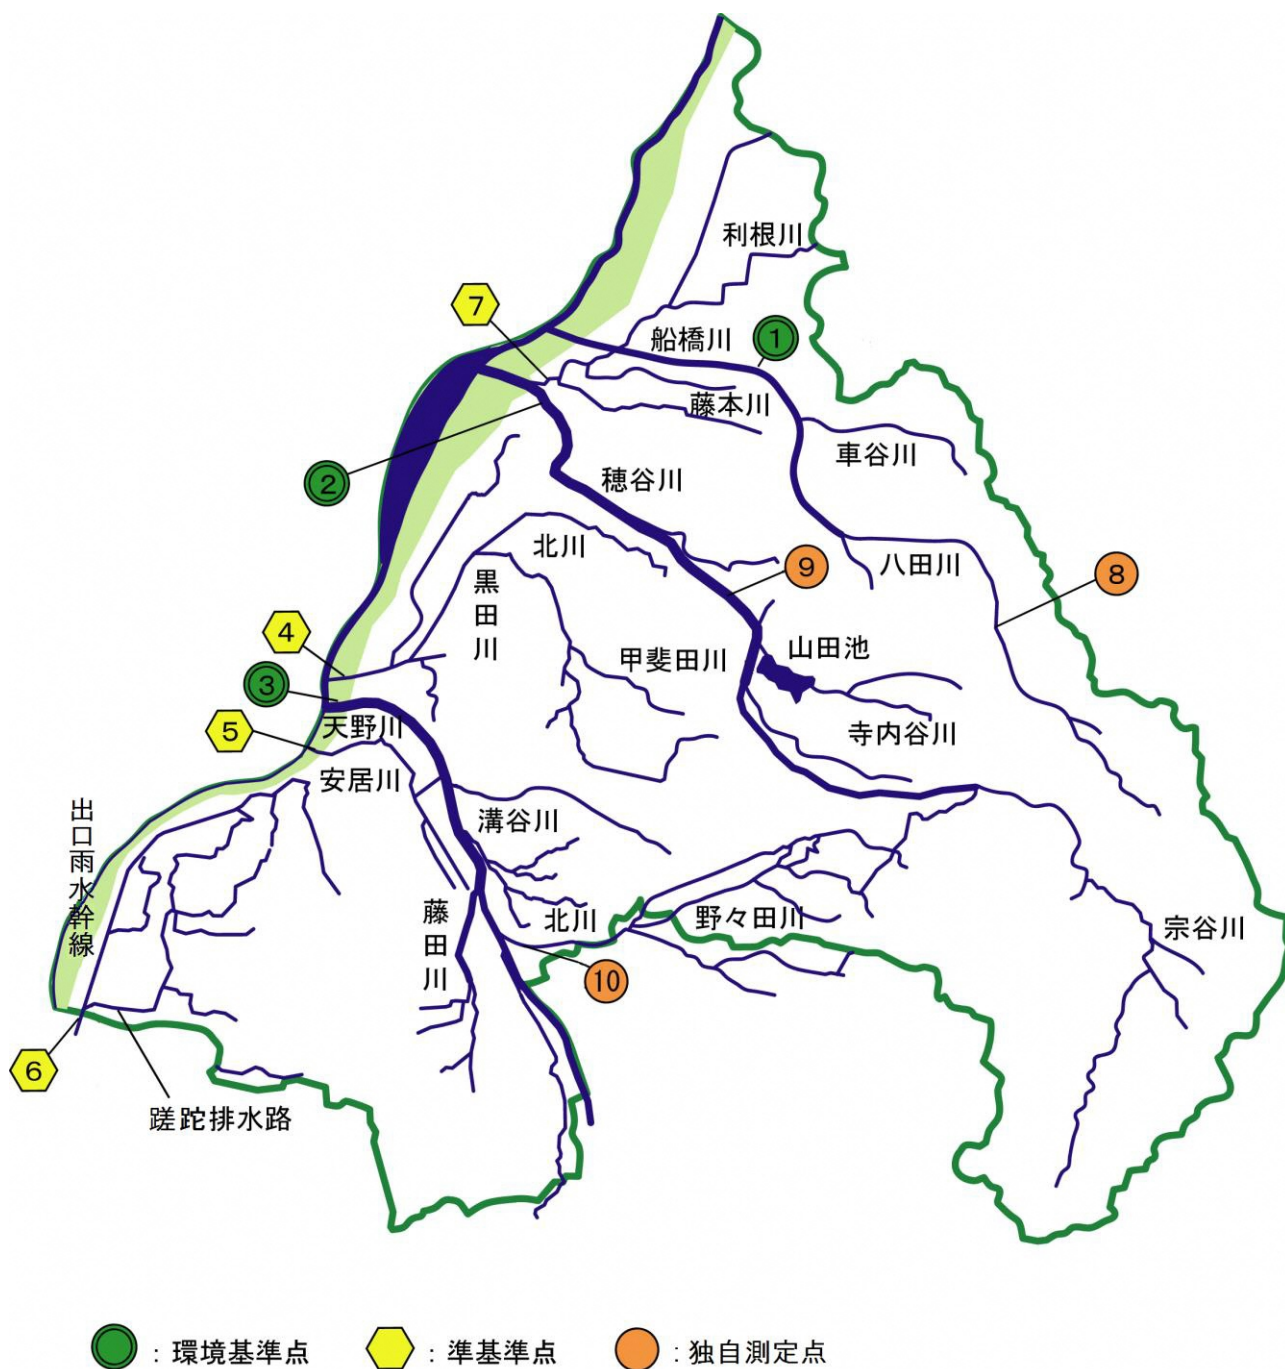 利根川
7
船橋川
1
藤本川
車谷川
2
穂谷川
北川
八田川
9
8
黒田川
4
甲斐田川
山田池
3
天野川
5
寺内谷川
安居川
出口雨水幹線
溝谷川
藤田川
北川
野々田川
宗谷川
10
6
蹉跎排水路
:環境基準点
:準基準点
:独自測定点